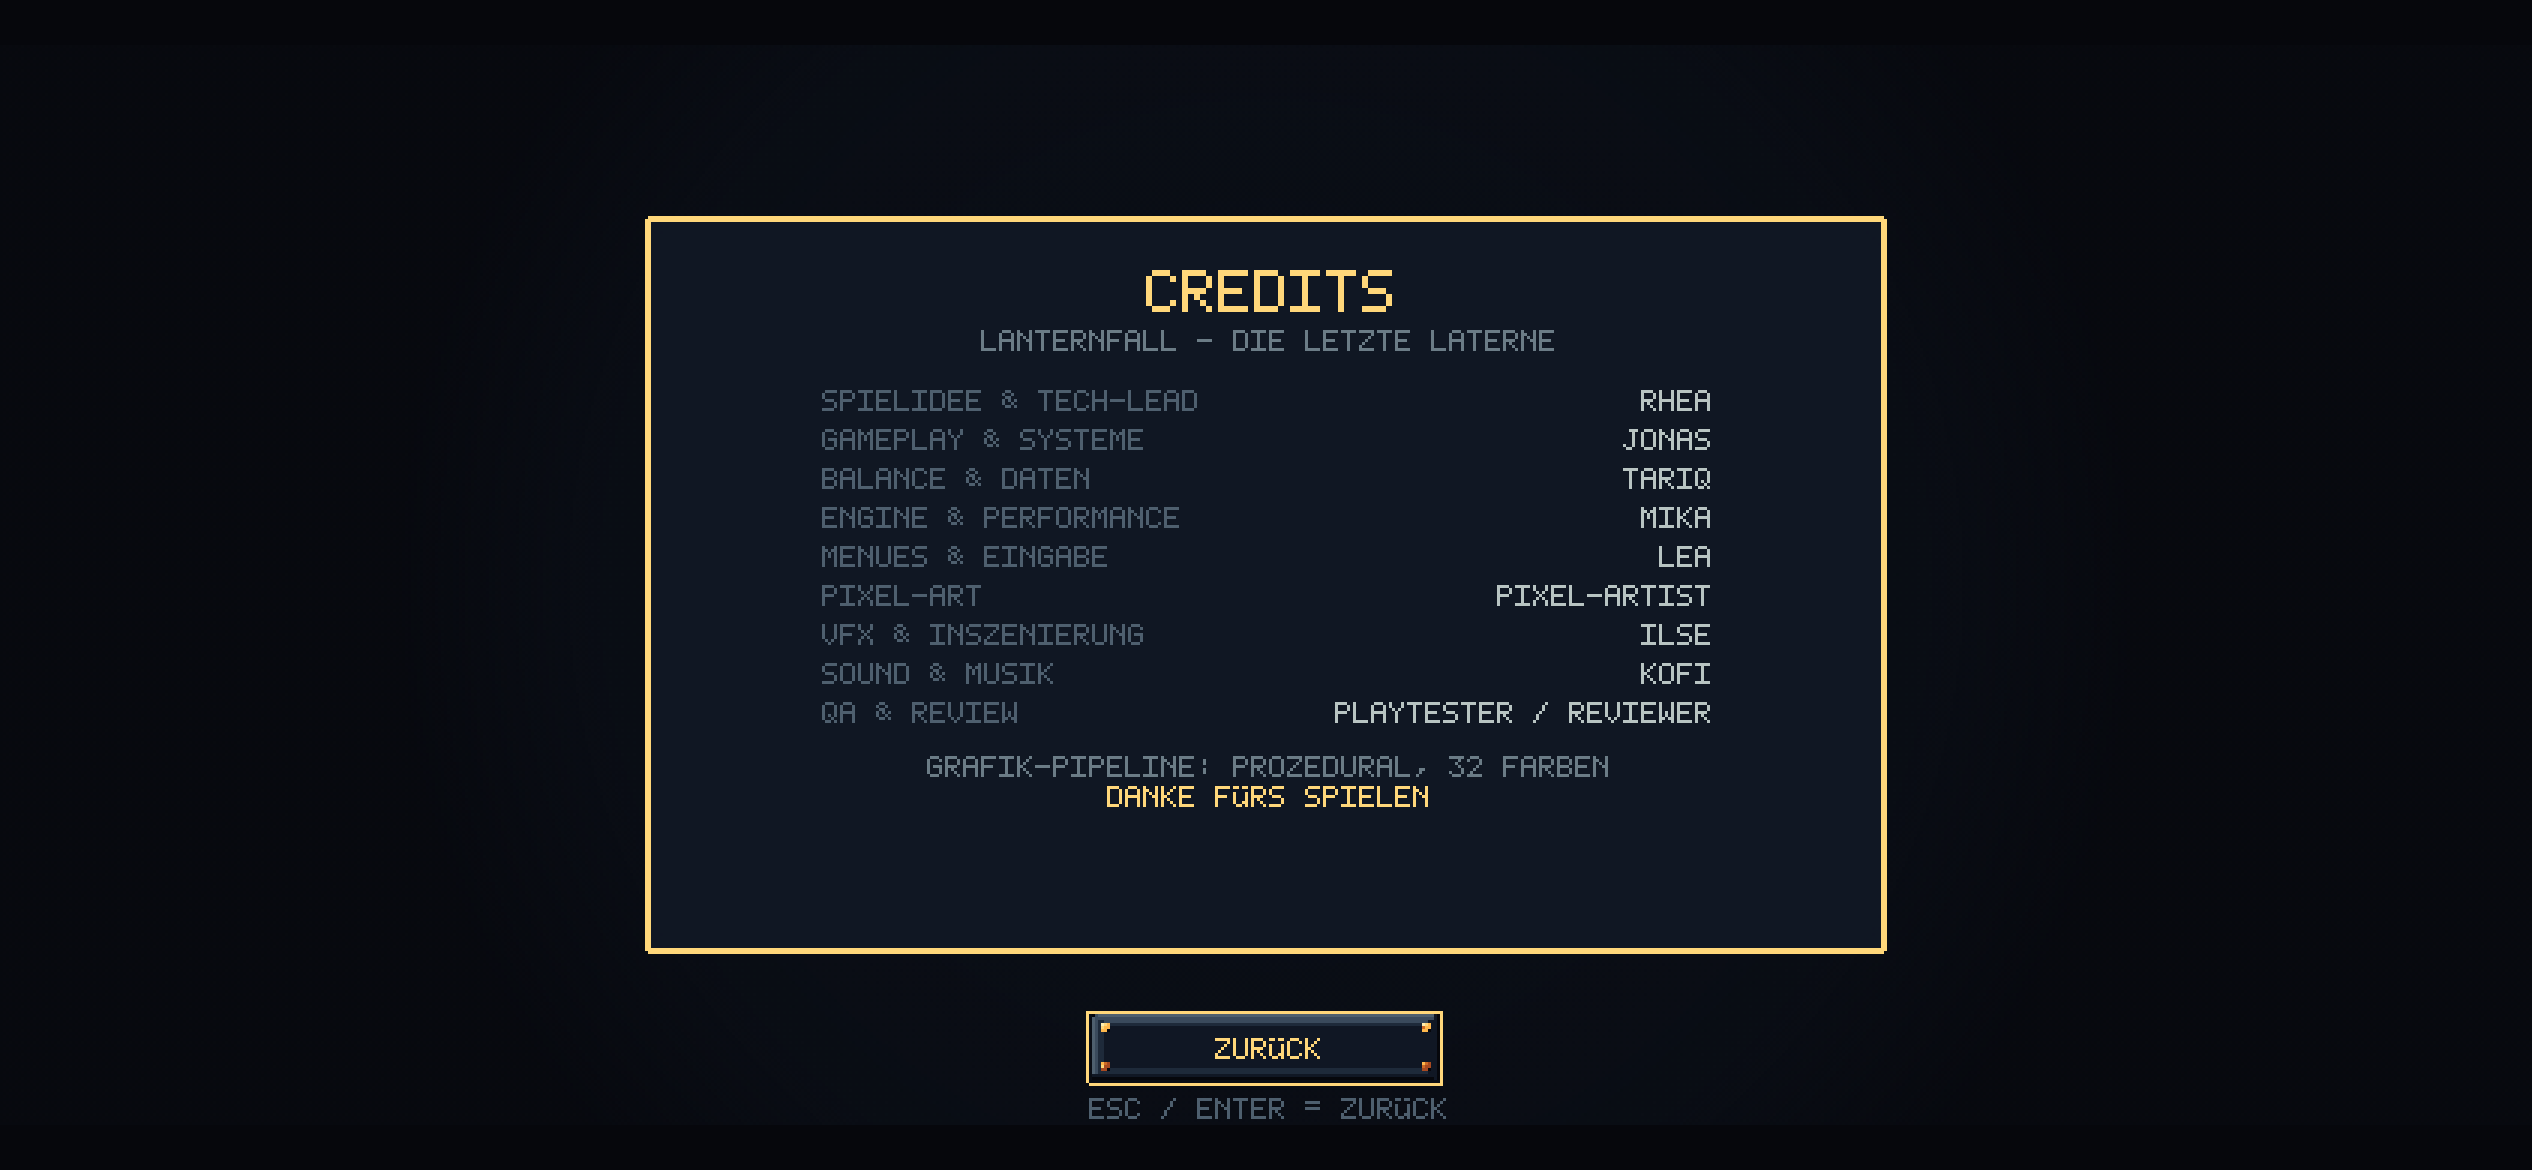 CREDITS
LANTERNFALL - DIE LETZTE LATERNE
SPIELIDEE & TECH-LEAD RHEA
GAMEPLAY & SYSTEME JONAS
BALANCE & DATEN TARIQ
ENGINE & PERFORMANCE MIKA
MENUES & EINGABE LEA
PIXEL-ART PIXEL-ARTIST
VFX & INSZENIERUNG ILSE
SOUND & MUSIK KOFI
QA & REVIEW PLAYTESTER / REVIEWER
GRAFIK-PIPELINE: PROZEDURAL, 32 FARBEN
DANKE FüRS SPIELEN
ZURüCK
ESC / ENTER = ZURüCK